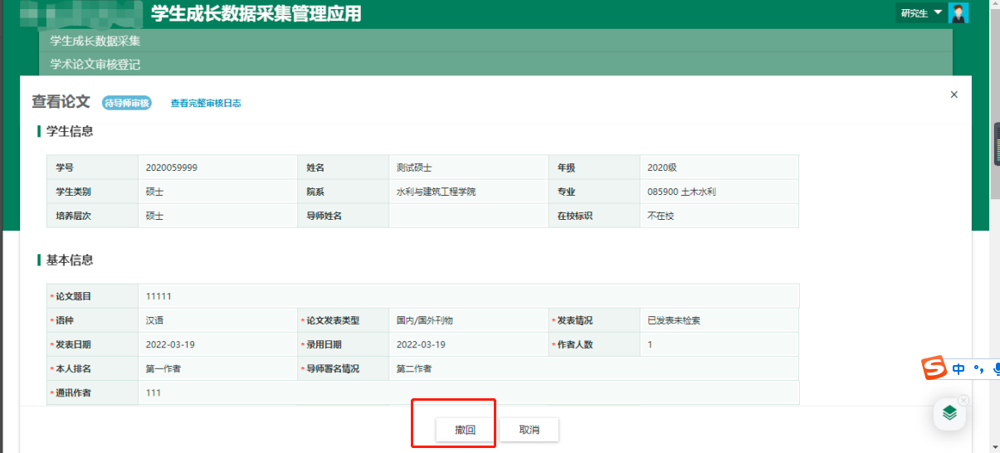 学生成长数据采集管理应用
研究生
学生成长数据采集
学术论文审核登记
查看论文 待导师审核 查看完整审核日志 ×
学生信息
学号 2020059999 姓名 测试硕士 年级 2020级
学生类别 硕士 院系 水利与建筑工程学院 专业 085900 土木水利
培养层次 硕士 导师姓名 在校标识 不在校
基本信息
*论文题目 11111
*语种 汉语 *论文发表类型 国内/国外刊物 *发表情况 已发表未检索
*发表日期 2022-03-19 *录用日期 2022-03-19 *作者人数 1
*本人排名 第一作者 *导师署名情况 第二作者
*通讯作者 111
中 °,
撤回 取消